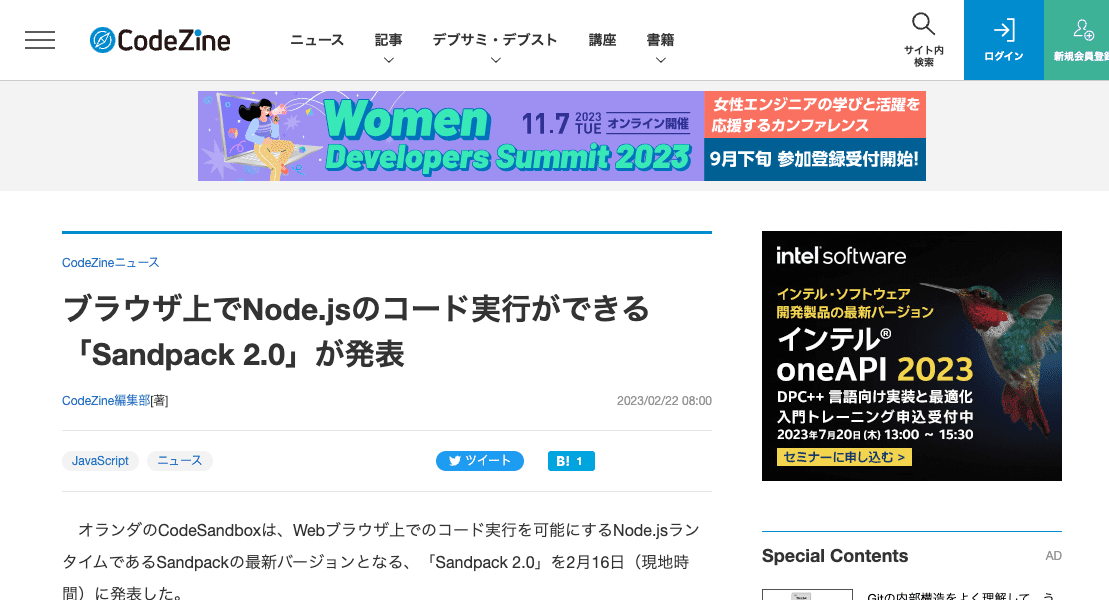 CodeZine
ニュース
記事
デブサミ・デブスト
講座
書籍
サイト内
検索
ログイン
新規会員登録
Women
Developers Summit 2023
11.7 2023 TUE オンライン開催
女性エンジニアの学びと活躍を
応援するカンファレンス
9月下旬 参加登録受付開始!
CodeZineニュース
ブラウザ上でNode.jsのコード実行ができる
「Sandpack 2.0」が発表
CodeZine編集部[著]
2023/02/22 08:00
JavaScript
ニュース
ツイート
B! 1
オランダのCodeSandboxは、Webブラウザ上でのコード実行を可能にするNode.jsラン
タイムであるSandpackの最新バージョンとなる、「Sandpack 2.0」を2月16日（現地時
間）に発表した。
intel software
インテル・ソフトウェア
開発製品の最新バージョン
インテル®
oneAPI 2023
DPC++ 言語向け実装と最適化
入門トレーニング申込受付中
2023年7月20日(木) 13:00 ~ 15:30
セミナーに申し込む >
Special Contents
AD
Gitの内部構造をよく理解して、う